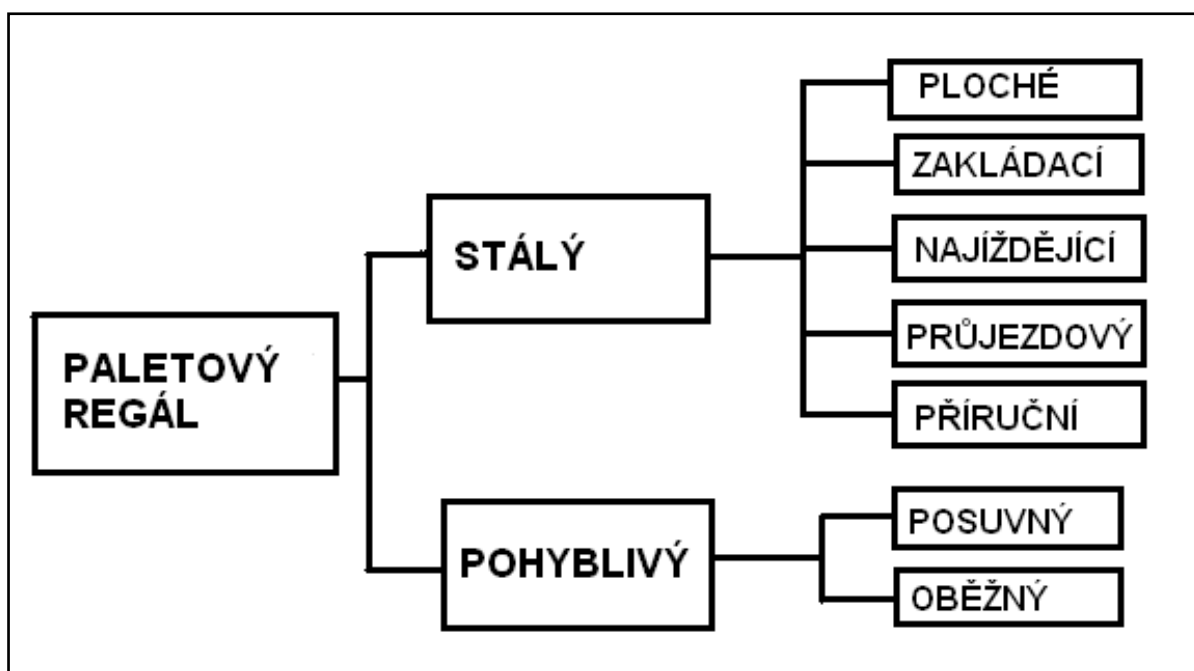 PALETOVÝ
REGÁL
STÁLÝ
PLOCHÉ
ZAKLÁDACÍ
NAJÍŽDĚJÍCÍ
PRŮJEZDOVÝ
PŘÍRUČNÍ
POHYBLIVÝ
POSUVNÝ
OBĚŽNÝ